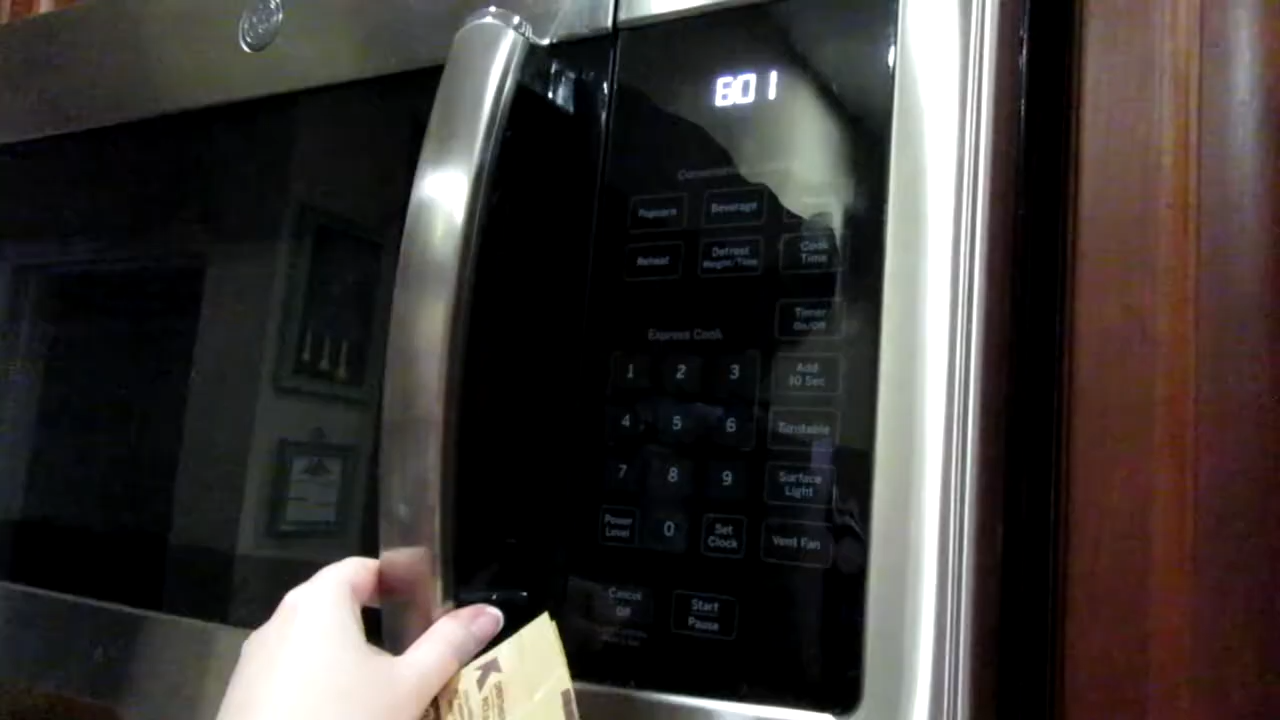 601
Popcorn
Beverage
Reheat
Defrost
Weight/Time
Cook
Time
Timer
On/Off
Express Cook
1 2 3
Add
30 Sec
4 5 6
Turntable
7 8 9
Surface
Light
Power
Level
0
Set
Clock
Vent Fan
Cancel
Off
Start
Pause